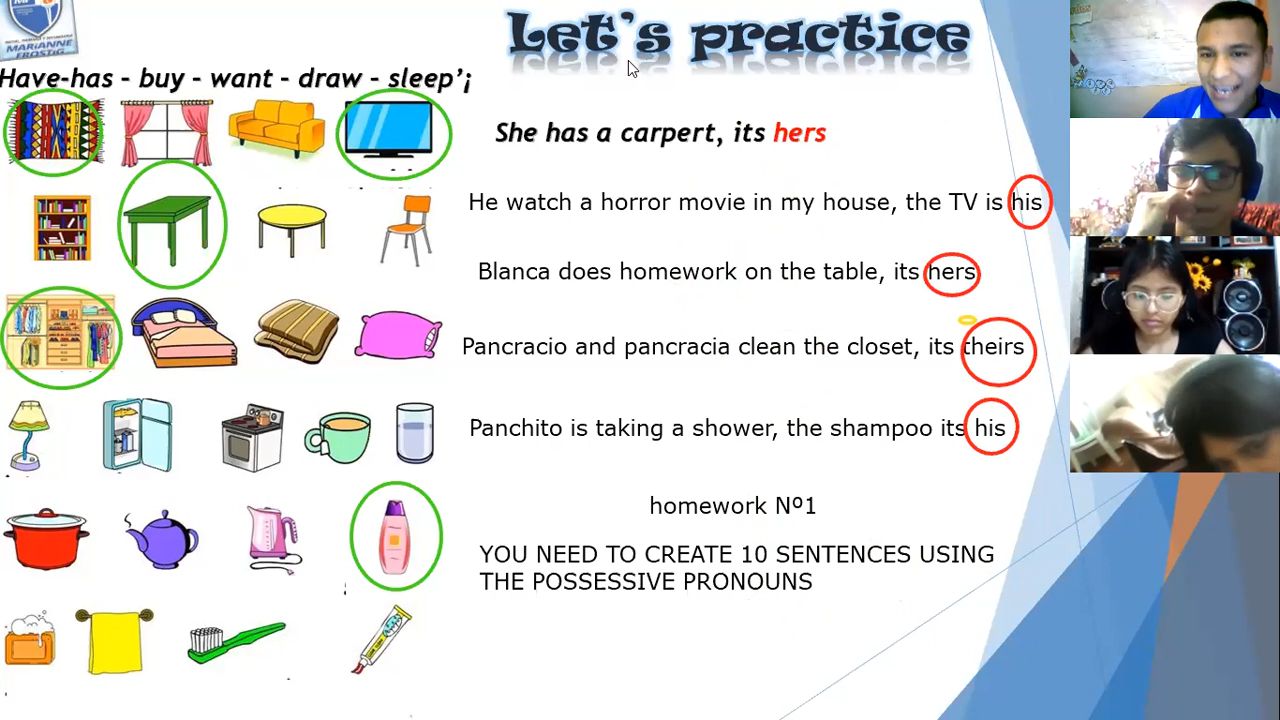 Let's practice
MARIANNE
FROSTIG
Have-has - buy - want - draw - sleep'¡
She has a carpert, its hers
He watch a horror movie in my house, the TV is his
Blanca does homework on the table, its hers
Pancracio and pancracia clean the closet, its theirs
Panchito is taking a shower, the shampoo its his
homework Nº1
YOU NEED TO CREATE 10 SENTENCES USING
THE POSSESSIVE PRONOUNS